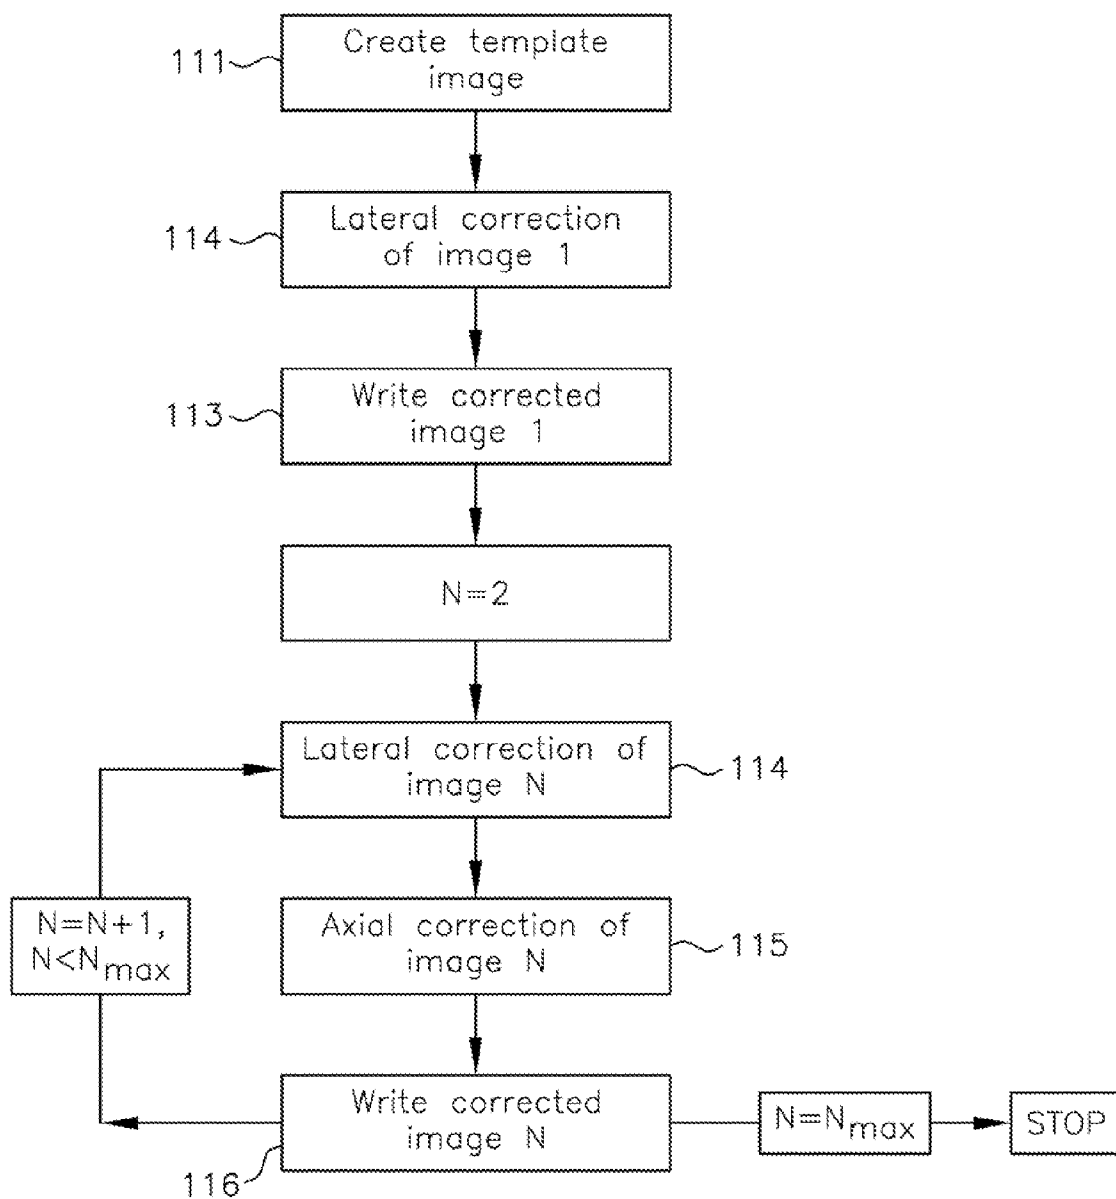 Create template
image
111
Lateral correction
of image 1
114
Write corrected
image 1
113
N=2
Lateral correction of
image N
114
N=N+1,
N<Nmax
Axial correction of
image N
115
Write corrected
image N
116
N=Nmax
STOP